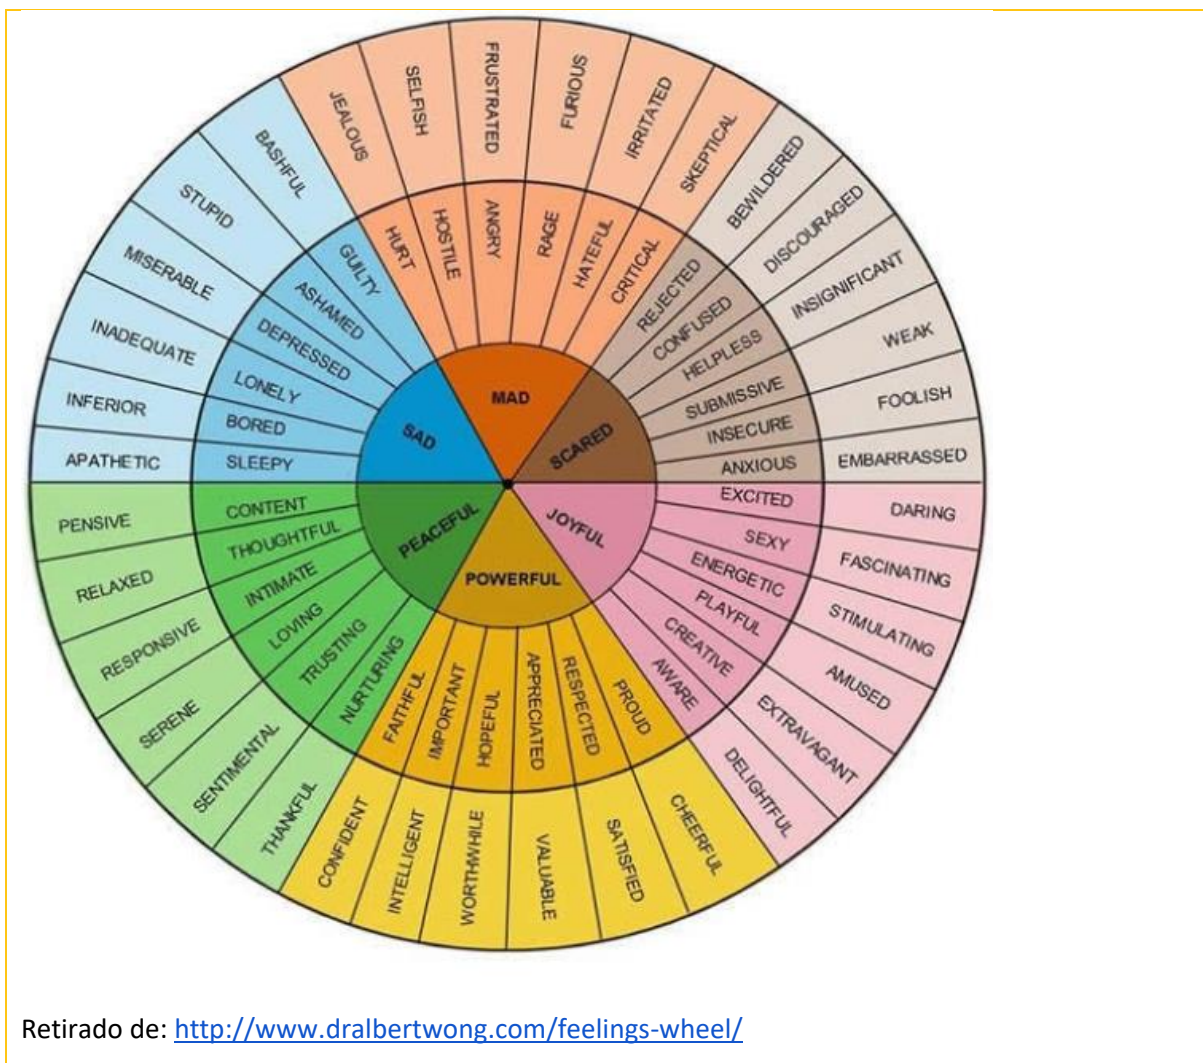 JEALOUS
SELFISH
FRUSTRATED
FURIOUS
IRRITATED
SKEPTICAL
BEWILDERED
DISCOURAGED
INSIGNIFICANT
WEAK
FOOLISH
EMBARRASSED
DARING
FASCINATING
STIMULATING
AMUSED
EXTRAVAGANT
DELIGHTFUL
CHEERFUL
SATISFIED
VALUABLE
WORTHWHILE
INTELLIGENT
CONFIDENT
THANKFUL
SENTIMENTAL
SERENE
RESPONSIVE
RELAXED
PENSIVE
APATHETIC
INFERIOR
INADEQUATE
MISERABLE
STUPID
BASHFUL
HURT
HOSTILE
ANGRY
RAGE
HATEFUL
CRITICAL
REJECTED
CONFUSED
HELPLESS
SUBMISSIVE
INSECURE
ANXIOUS
EXCITED
SEXY
ENERGETIC
PLAYFUL
CREATIVE
AWARE
PROUD
RESPECTED
APPRECIATED
HOPEFUL
IMPORTANT
FAITHFUL
NURTURING
TRUSTING
LOVING
INTIMATE
THOUGHTFUL
CONTENT
SLEEPY
BORED
LONELY
DEPRESSED
ASHAMED
GUILTY
MAD
SCARED
JOYFUL
POWERFUL
PEACEFUL
SAD
Retirado de: http://www.dralbertwong.com/feelings-wheel/